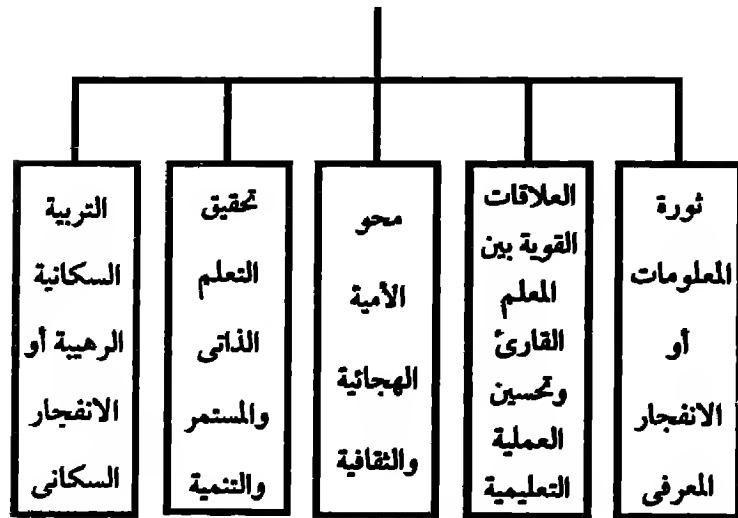 ثورة
المعلومات
أو
الانفجار
المعرفى
العلاقات
القوية بين
المعلم
القارئ
وتحسين
العملية
التعليمية
محو
الأمية
الهجائية
والثقافية
تحقيق
التعلم
الذاتى
والمستمر
والتنمية
التربية
السكانية
الرهيبة أو
الانفجار
السكانى